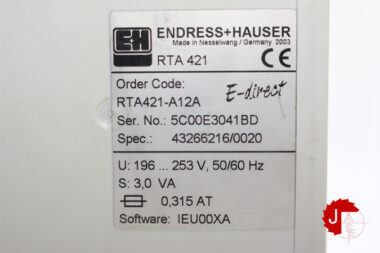 E+H
ENDRESS+HAUSER
Made in Nesselwang / Germany 2003
RTA 421 CE
Order Code:
RTA421-A12A
E-direct
Ser. No.: 5C00E3041BD
Spec.: 43266216/0020
U: 196 ... 253 V, 50/60 Hz
S: 3,0 VA
0,315 AT
Software: IEU00XA